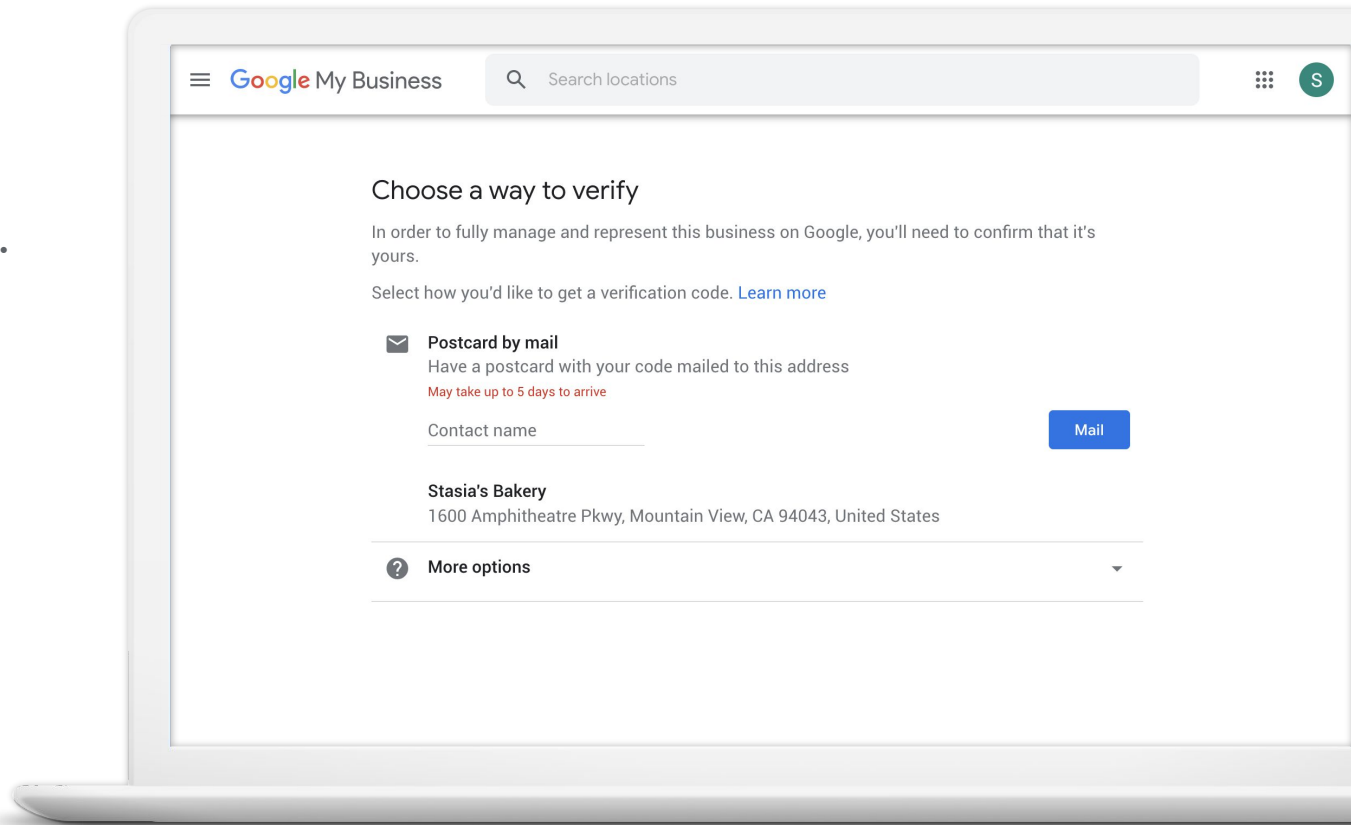 Google My Business
Search locations
S
Choose a way to verify
In order to fully manage and represent this business on Google, you'll need to confirm that it's
yours.
Select how you'd like to get a verification code. Learn more
Postcard by mail
Have a postcard with your code mailed to this address
May take up to 5 days to arrive
Contact name
Mail
Stasia's Bakery
1600 Amphitheatre Pkwy, Mountain View, CA 94043, United States
? More options